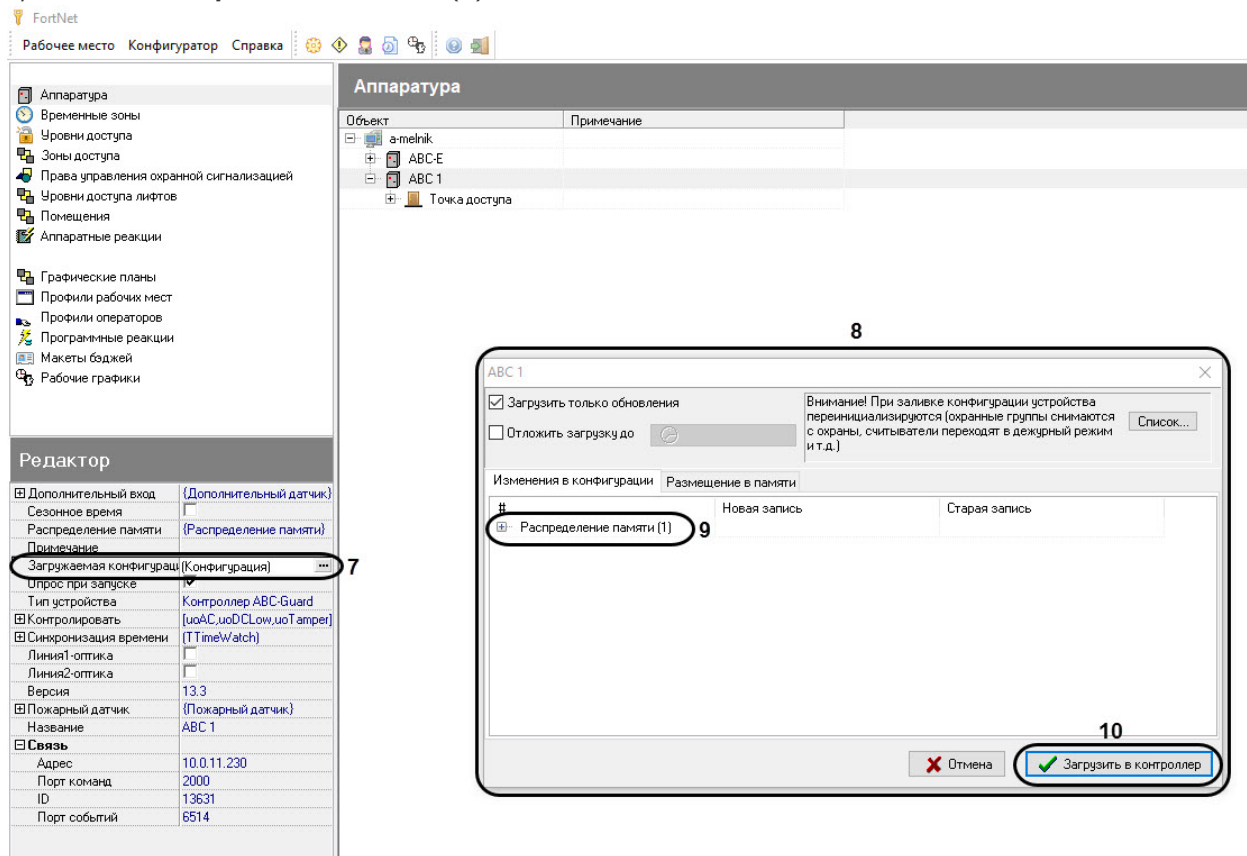 FortNet
Рабочее место Конфигуратор Справка
Аппаратура
Временные зоны
Уровни доступа
Зоны доступа
Права управления охранной сигнализацией
Уровни доступа лифтов
Помещения
Аппаратные реакции
Графические планы
Профили рабочих мест
Профили операторов
Программные реакции
Макеты бэджей
Рабочие графики
Аппаратура
Объект Примечание
a-melnik
ABC-E
ABC 1
Точка доступа
Редактор
Дополнительный вход {Дополнительный датчик}
Сезонное время
Распределение памяти {Распределение памяти}
Примечание
Загружаемая конфигураци (Конфигурация) ... 7
Опрос при запуске
Тип устройства Контроллер ABC-Guard
Контролировать [uoAC,uoDCLow,uoTamper]
Синхронизация времени (TTimeWatch)
Линия1-оптика
Линия2-оптика
Версия 13.3
Пожарный датчик {Пожарный датчик}
Название ABC 1
Связь
Адрес 10.0.11.230
Порт команд 2000
ID 13631
Порт событий 6514
8
ABC 1
Загрузить только обновления
Отложить загрузку до
Внимание! При заливке конфигурации устройства
переинициализируются (охранные группы снимаются
с охраны, считыватели переходят в дежурный режим
и т.д.)
Список...
Изменения в конфигурации Размещение в памяти
# Новая запись Старая запись
Распределение памяти (1) 9
10
Отмена Загрузить в контроллер